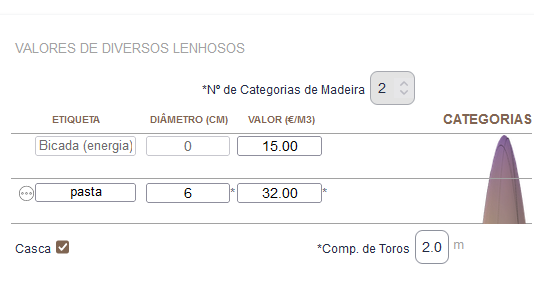 VALORES DE DIVERSOS LENHOSOS
*Nº de Categorias de Madeira 2
ETIQUETA DIÂMETRO (CM) VALOR (€/M3) CATEGORIAS
Bicada (energia) 0 15.00
pasta 6 * 32.00 *
Casca *Comp. de Toros 2.0 m